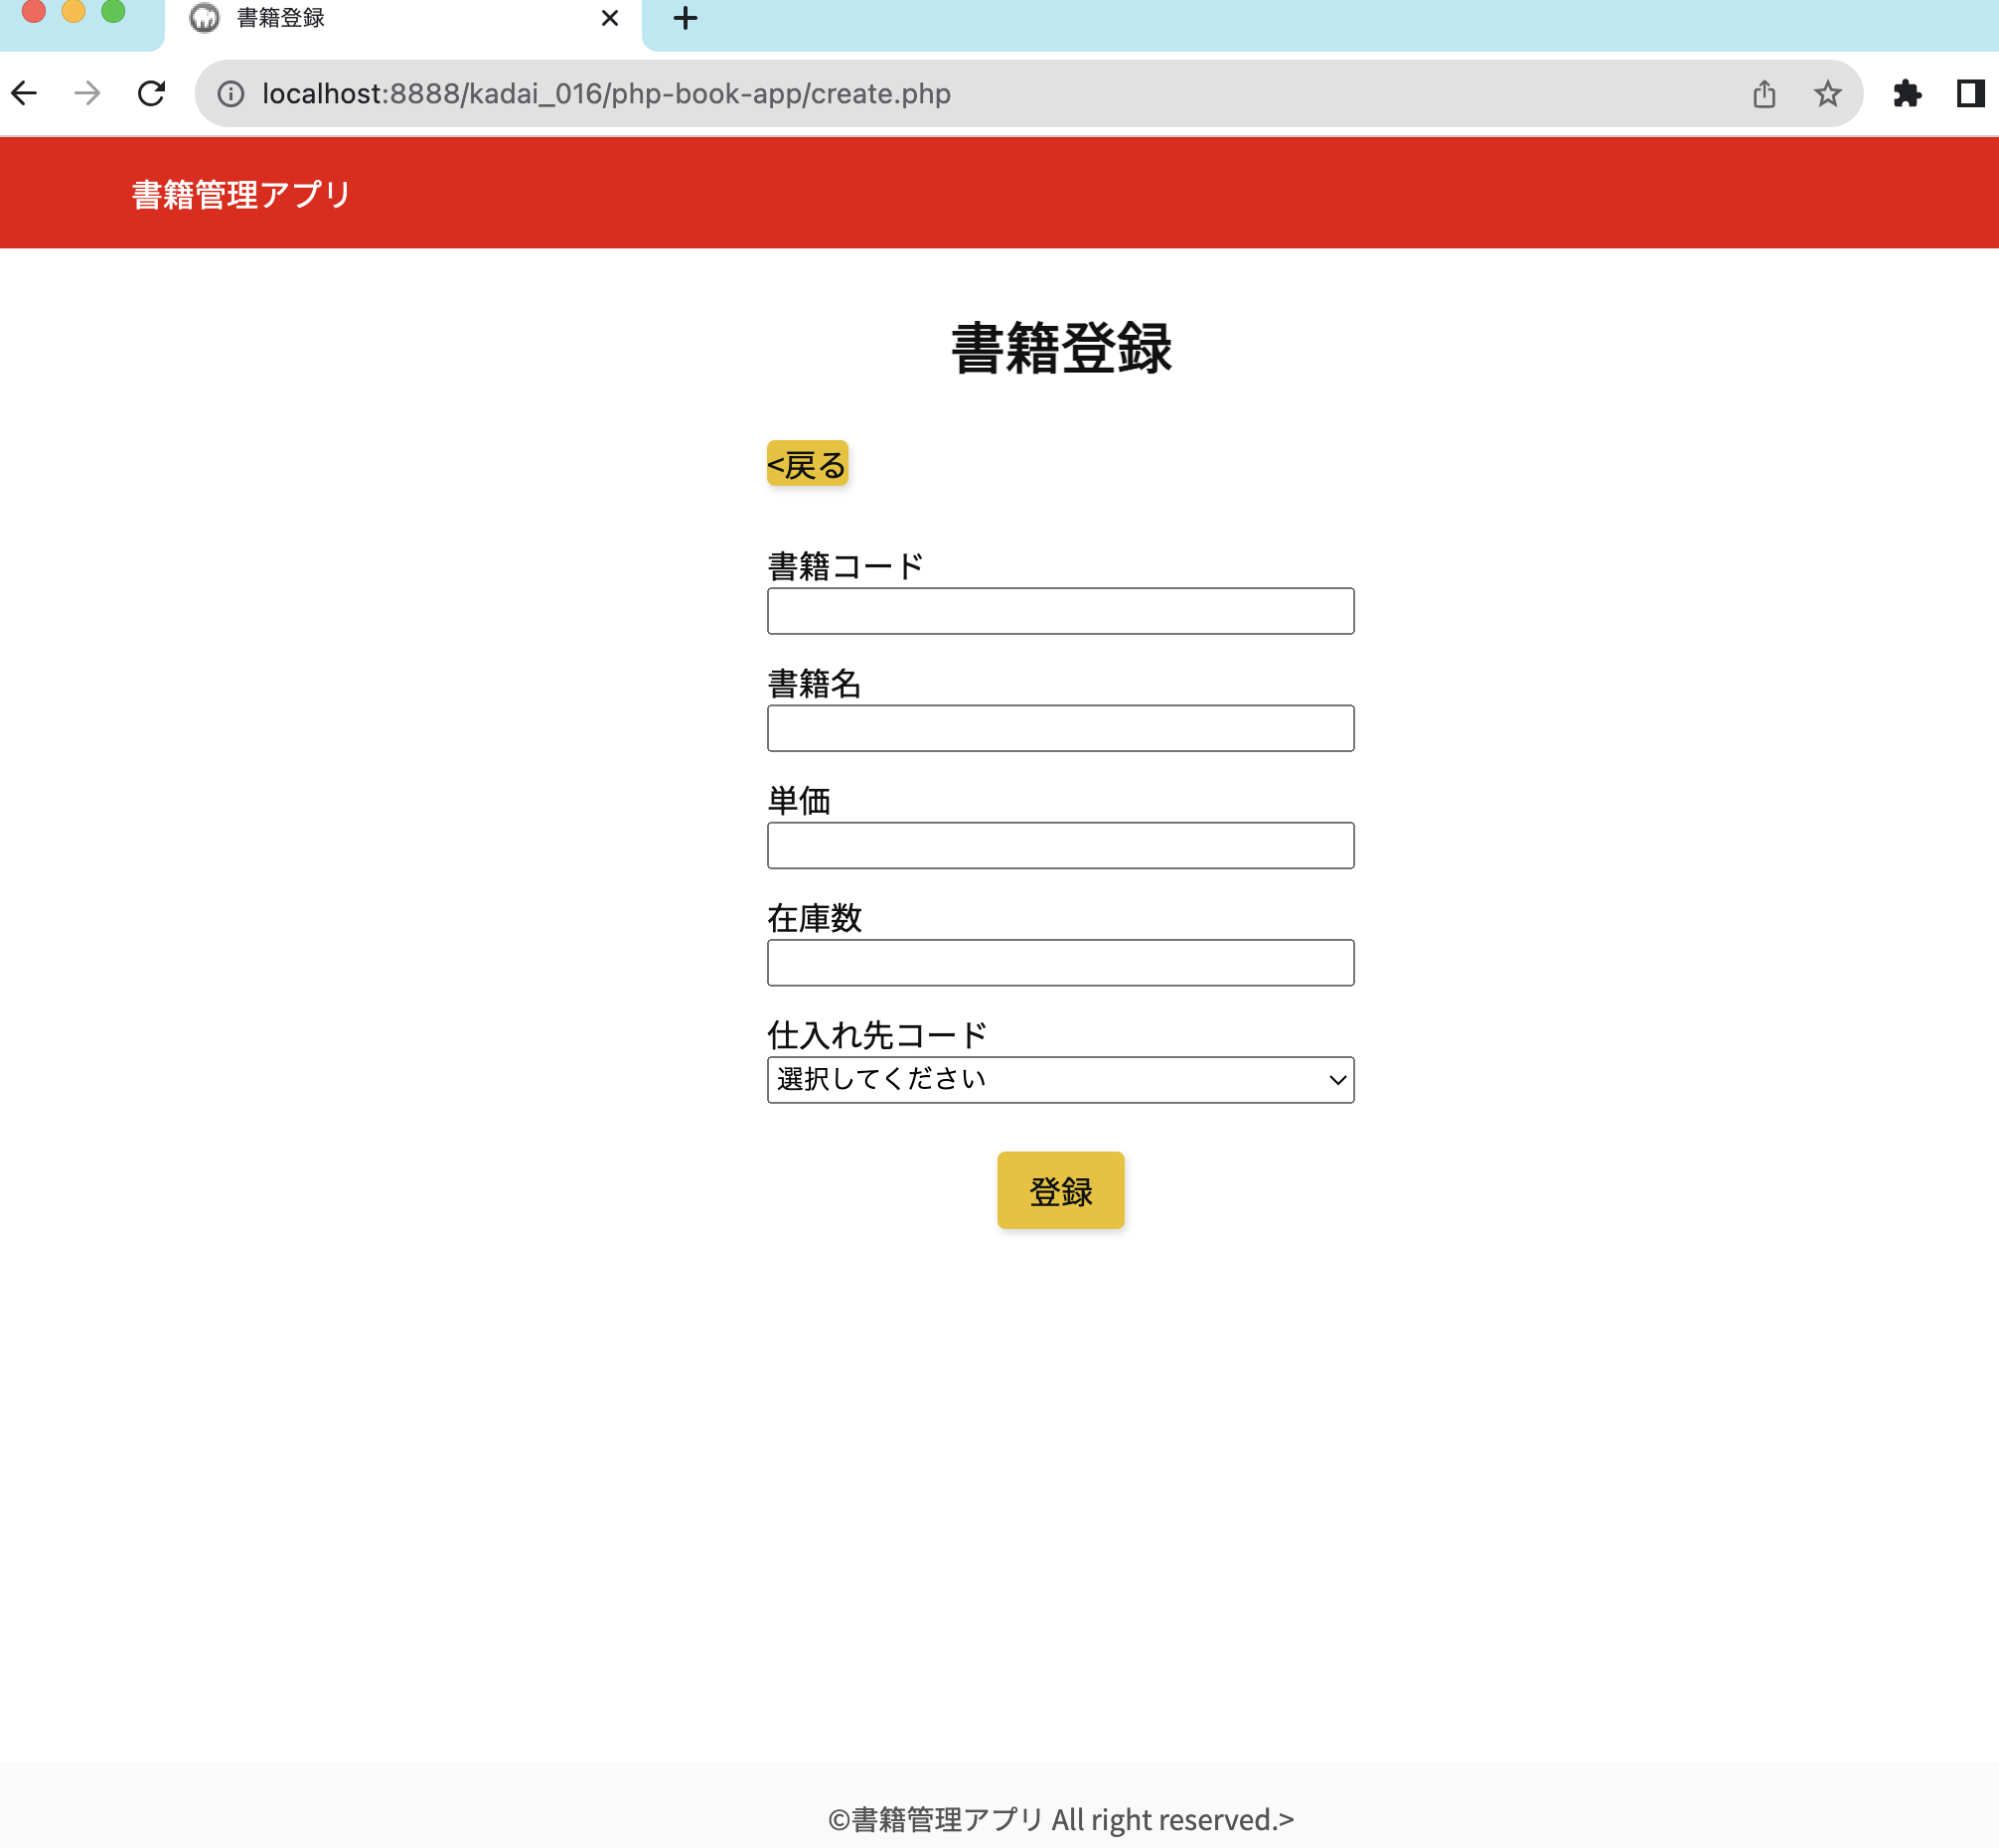 書籍登録
localhost:8888/kadai_016/php-book-app/create.php
書籍管理アプリ
書籍登録
<戻る
書籍コード
書籍名
単価
在庫数
仕入れ先コード
選択してください
登録
©書籍管理アプリ All right reserved.>